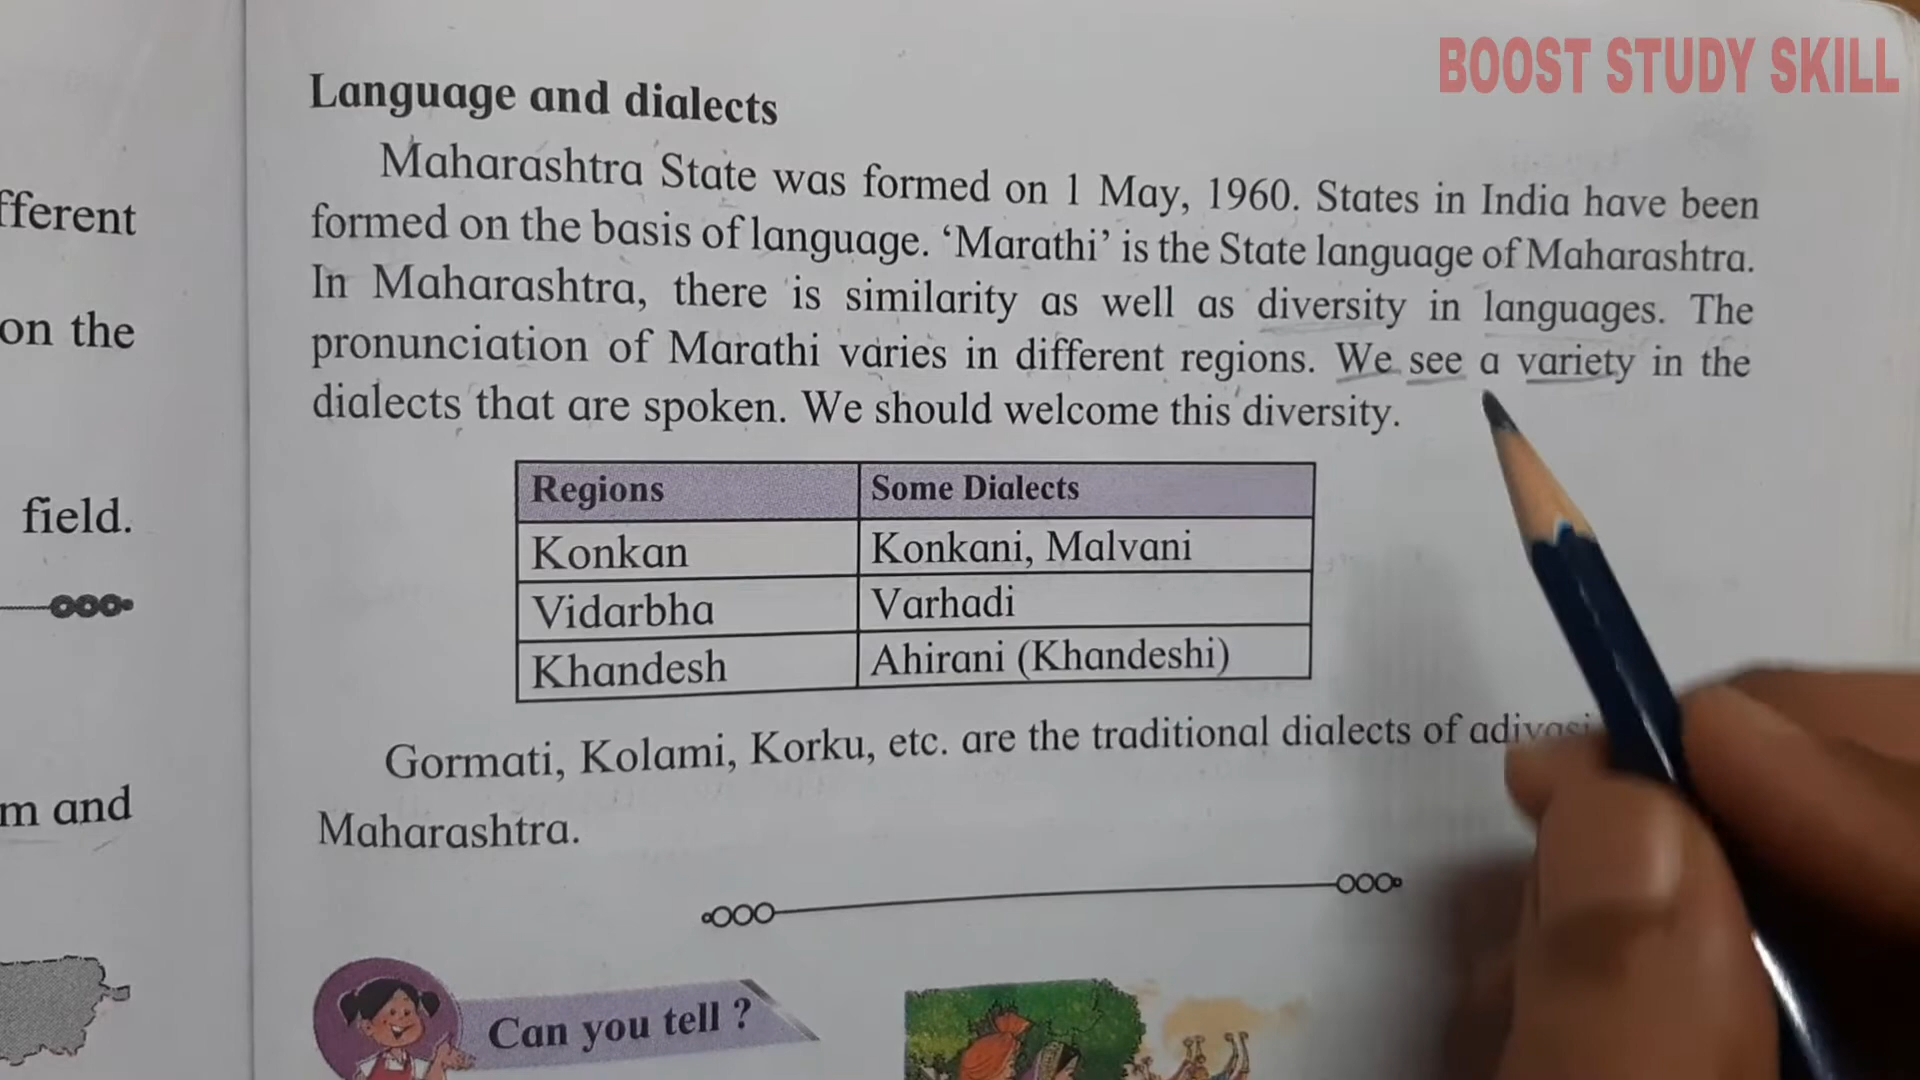 BOOST STUDY SKILL
fferent
on the
field.
m and
Language and dialects
Maharashtra State was formed on 1 May, 1960. States in India have been
formed on the basis of language. ‘Marathi’ is the State language of Maharashtra.
In Maharashtra, there is similarity as well as diversity in languages. The
pronunciation of Marathi varies in different regions. We see a variety in the
dialects that are spoken. We should welcome this diversity.
Regions Some Dialects
Konkan Konkani, Malvani
Vidarbha Varhadi
Khandesh Ahirani (Khandeshi)
Gormati, Kolami, Korku, etc. are the traditional dialects of adivasi
Maharashtra.
Can you tell ?